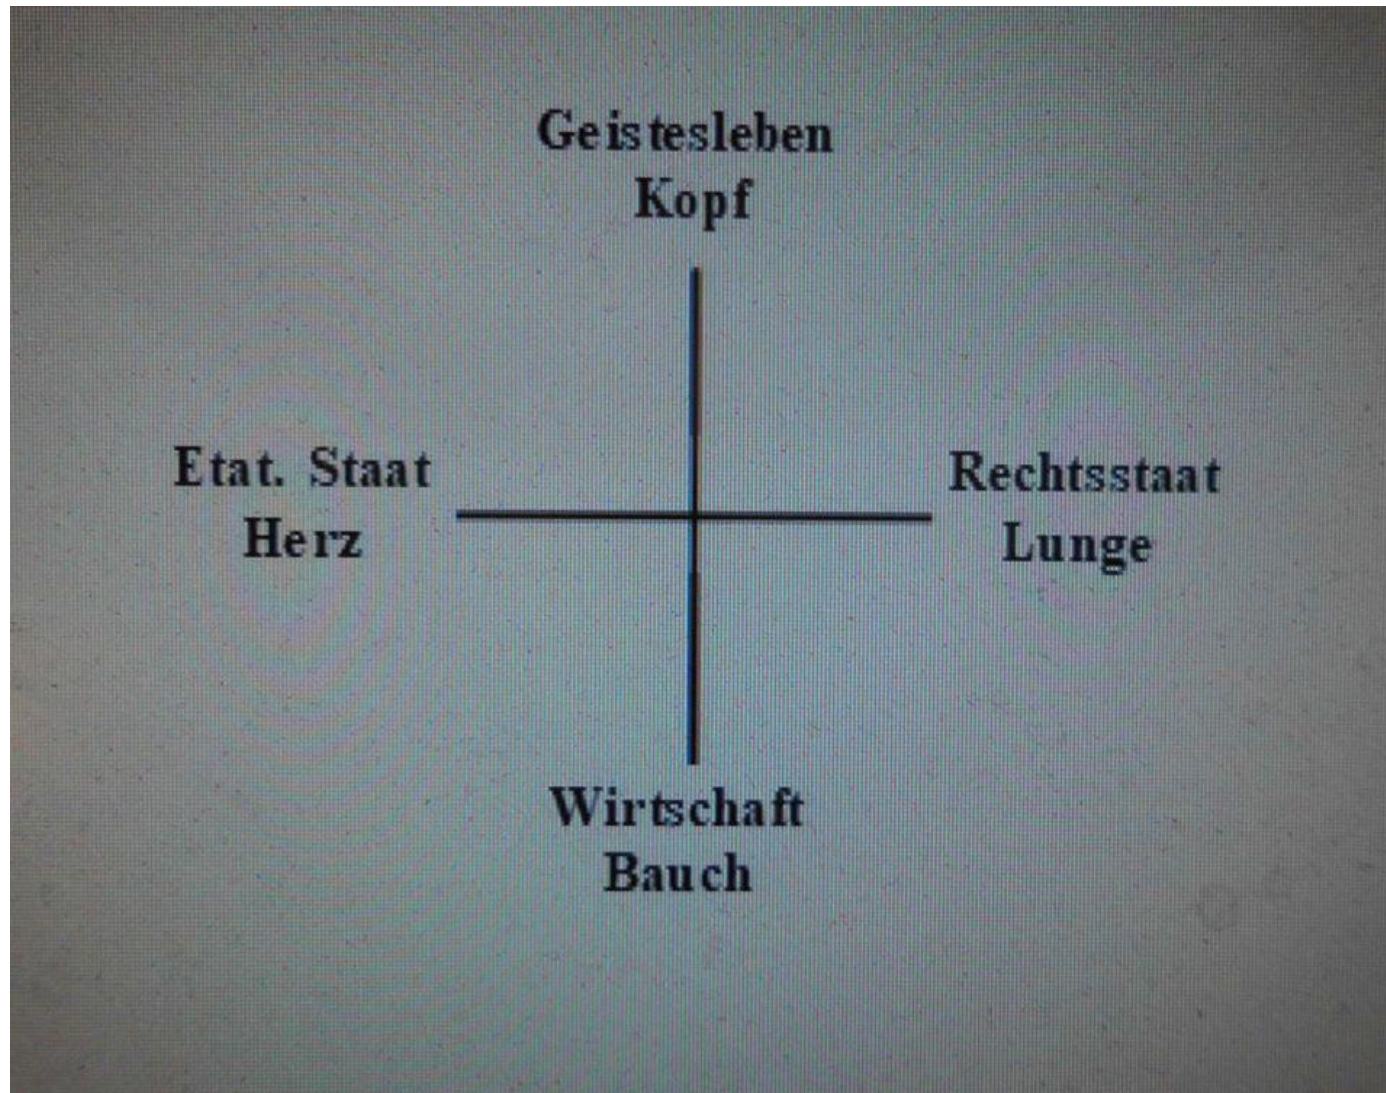 Geistesleben
Kopf
Etat. Staat
Herz
Rechtsstaat
Lunge
Wirtschaft
Bauch